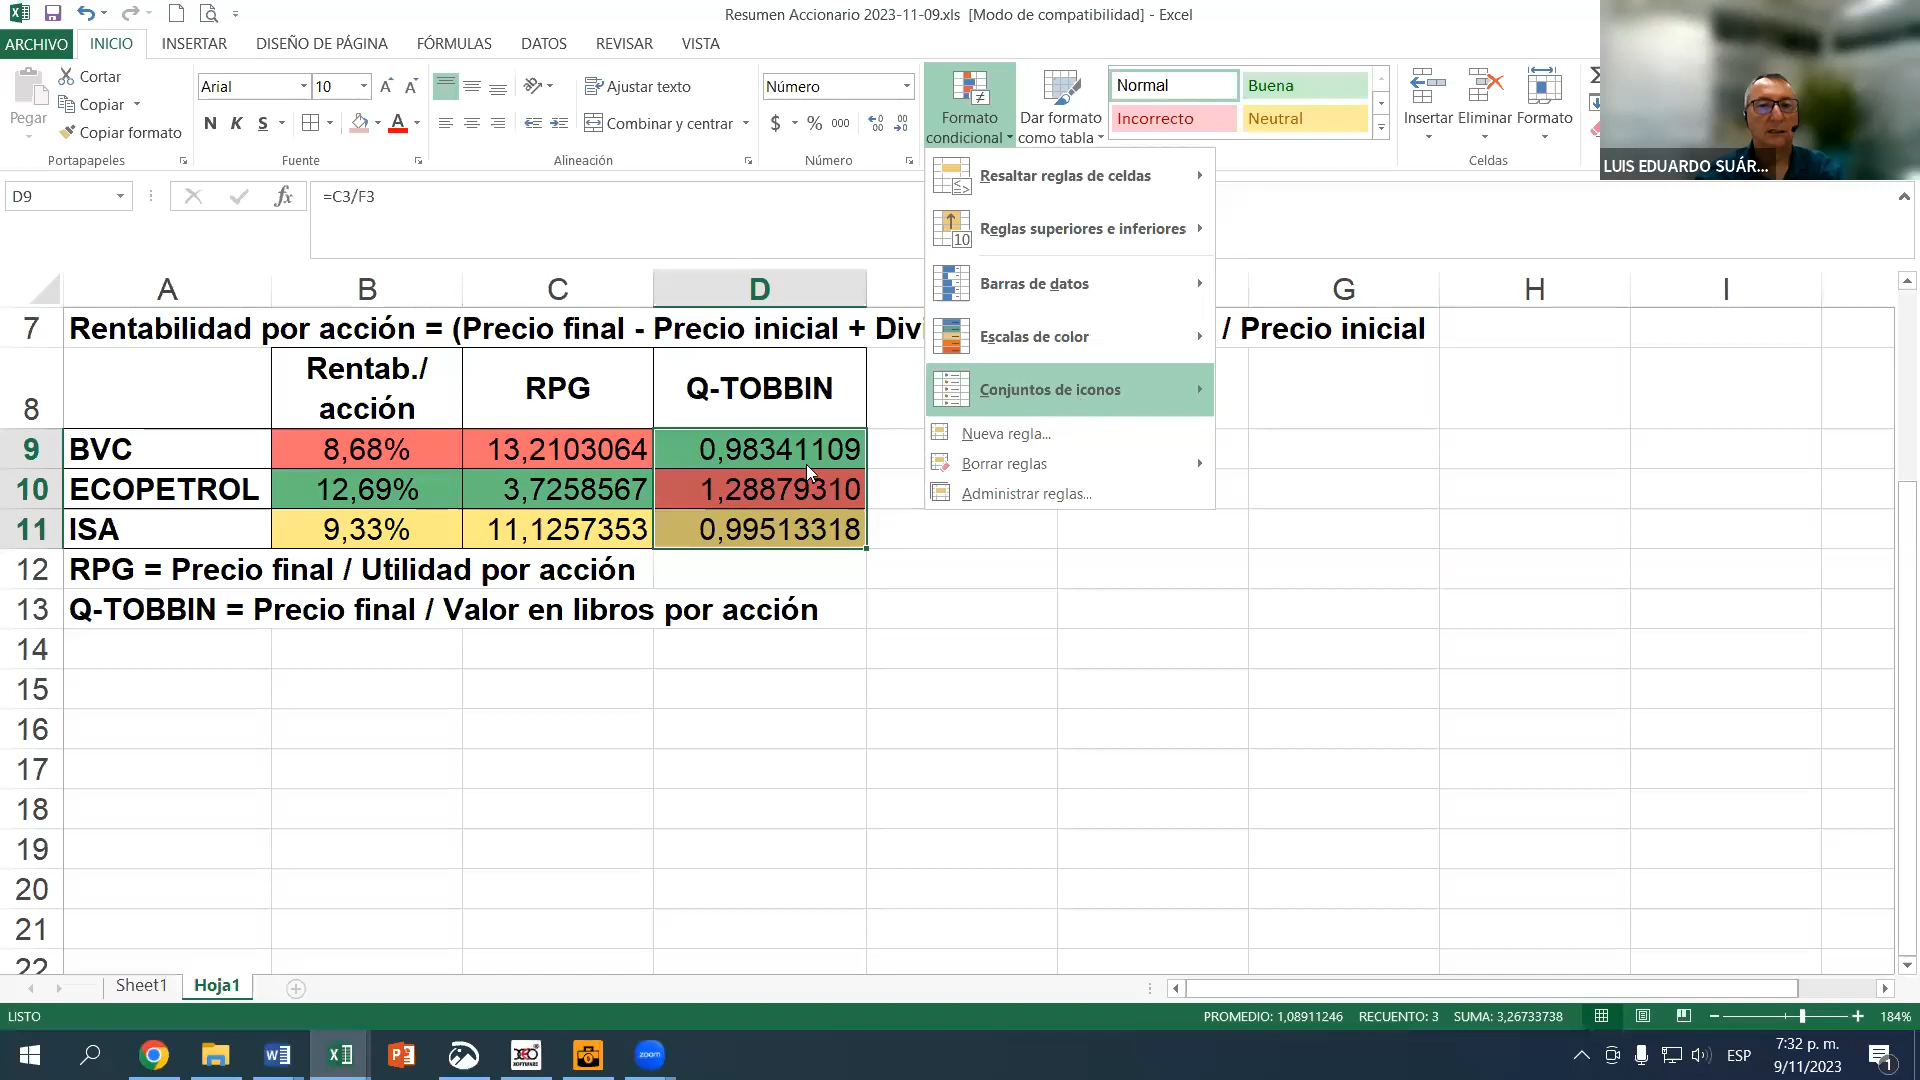 Resumen Accionario 2023-11-09.xls [Modo de compatibilidad] - Excel
ARCHIVO INICIO INSERTAR DISEÑO DE PÁGINA FÓRMULAS DATOS REVISAR VISTA
Pegar
Cortar
Copiar
Copiar formato
Portapapeles
Arial 10
N K S
Fuente
Ajustar texto
Combinar y centrar
Alineación
Número
$ % 000
Número
Formato condicional
Dar formato como tabla
Normal Buena
Incorrecto Neutral
Insertar Eliminar Formato
Celdas
LUIS EDUARDO SUÁR...
D9 fx =C3/F3
Resaltar reglas de celdas
Reglas superiores e inferiores
Barras de datos
Escalas de color
Conjuntos de iconos
Nueva regla...
Borrar reglas
Administrar reglas...
A B C D G H I
7 Rentabilidad por acción = (Precio final - Precio inicial + Div / Precio inicial
8 Rentab./ acción RPG Q-TOBBIN
9 BVC 8,68% 13,2103064 0,98341109
10 ECOPETROL 12,69% 3,7258567 1,28879310
11 ISA 9,33% 11,1257353 0,99513318
12 RPG = Precio final / Utilidad por acción
13 Q-TOBBIN = Precio final / Valor en libros por acción
14
15
16
17
18
19
20
21
22
Sheet1 Hoja1
LISTO PROMEDIO: 1,08911246 RECUENTO: 3 SUMA: 3,26733738 184%
zoom
ESP
7:32 p. m.
9/11/2023
1